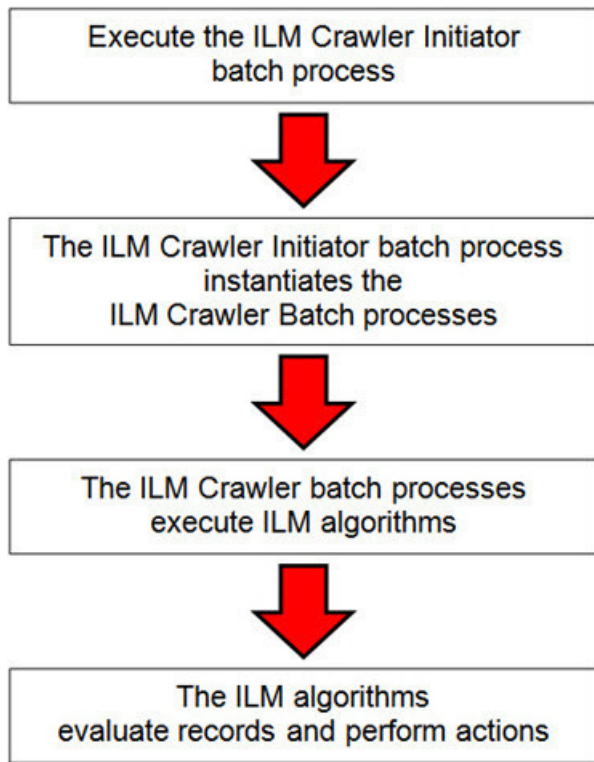 Execute the ILM Crawler Initiator
batch process
The ILM Crawler Initiator batch process
instantiates the
ILM Crawler Batch processes
The ILM Crawler batch processes
execute ILM algorithms
The ILM algorithms
evaluate records and perform actions